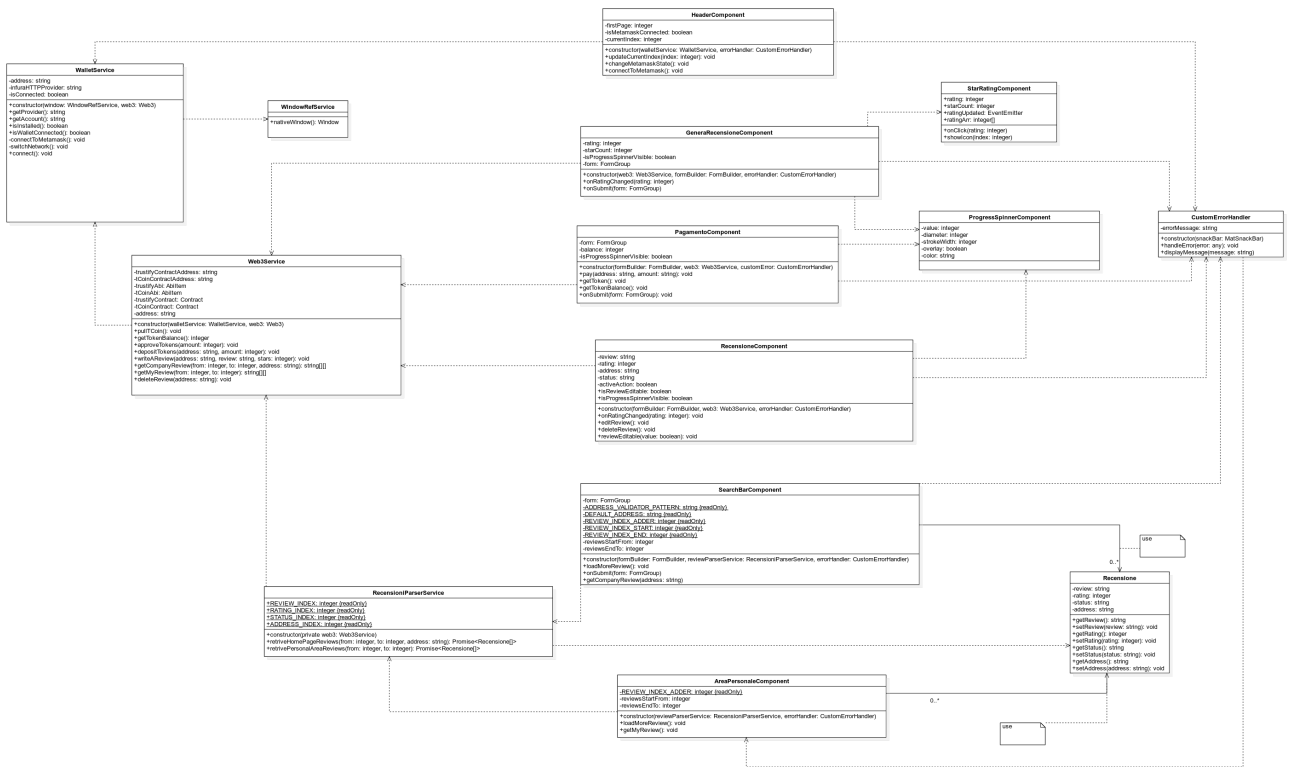 HeaderComponent
-firstPage: integer
-isMetamaskConnected: boolean
-currentIndex: integer
+constructor(walletService: WalletService, errorHandler: CustomErrorHandler)
+updateCurrentIndex(index: integer): void
+changeMetamaskState(): void
+connectToMetamask(): void
WalletService
-address: string
-infuraHTTPProvider: string
-isConnected: boolean
+constructor(window: WindowRefService, web3: Web3)
+getProvider(): string
+getAccount(): string
+isInstalled(): boolean
+isWalletConnected(): boolean
-connectToMetamask(): void
-switchNetwork(): void
+connect(): void
WindowRefService
+nativeWindow(): Window
StarRatingComponent
+rating: integer
+starCount: integer
+ratingUpdated: EventEmitter
+ratingArr: integer[]
+onClick(rating: integer)
+showIcon(index: integer)
GeneraRecensioneComponent
-rating: integer
-starCount: integer
-isProgressSpinnerVisible: boolean
-form: FormGroup
+constructor(web3: Web3Service, formBuilder: FormBuilder, errorHandler: CustomErrorHandler)
+onRatingChanged(rating: integer)
+onSubmit(form: FormGroup)
ProgressSpinnerComponent
-value: integer
-diameter: integer
-strokeWidth: integer
-overlay: boolean
-color: string
CustomErrorHandler
-errorMessage: string
+constructor(snackBar: MatSnackBar)
+handleError(error: any): void
+displayMessage(message: string)
PagamentoComponent
-form: FormGroup
-balance: integer
-isProgressSpinnerVisible: boolean
+constructor(formBuilder: FormBuilder, web3: Web3Service, customError: CustomErrorHandler)
+pay(address: string, amount: string): void
+getToken(): void
+getTokenBalance(): void
+onSubmit(form: FormGroup): void
Web3Service
-trustifyContractAddress: string
-tCoinContractAddress: string
-trustifyAbi: AbiItem
-tCoinAbi: AbiItem
-trustifyContract: Contract
-tCoinContract: Contract
-address: string
+constructor(walletService: WalletService, web3: Web3)
+pullTCoin(): void
+getTokenBalance(): integer
+approveTokens(amount: integer): void
+depositTokens(address: string, amount: integer): void
+writeAReview(address: string, review: string, stars: integer): void
+getCompanyReview(from: integer, to: integer, address: string): string[][]
+getMyReview(from: integer, to: integer): string[][]
+deleteReview(address: string): void
RecensioneComponent
-review: string
-rating: integer
-address: string
-status: string
-activeAction: boolean
+isReviewEditable: boolean
+isProgressSpinnerVisible: boolean
+constructor(formBuilder: FormBuilder, web3: Web3Service, errorHandler: CustomErrorHandler)
+onRatingChanged(rating: integer): void
+editReview(): void
+deleteReview(): void
+reviewEditable(value: boolean): void
SearchBarComponent
-form: FormGroup
-ADDRESS_VALIDATOR_PATTERN: string {readOnly}
-DEFAULT_ADDRESS: string {readOnly}
-REVIEW_INDEX_ADDER: integer {readOnly}
-REVIEW_INDEX_START: integer {readOnly}
-REVIEW_INDEX_END: integer {readOnly}
-reviewsStartFrom: integer
-reviewsEndTo: integer
+constructor(formBuilder: FormBuilder, reviewParserService: RecensioniParserService, errorHandler: CustomErrorHandler)
+loadMoreReview(): void
+onSubmit(form: FormGroup)
+getCompanyReview(address: string)
use
0..*
Recensione
-review: string
-rating: integer
-status: string
-address: string
+getReview(): string
+setReview(review: string): void
+getRating(): integer
+setRating(rating: integer): void
+getStatus(): string
+setStatus(status: string): void
+getAddress(): string
+setAddress(address: string): void
RecensioniParserService
+REVIEW_INDEX: integer {readOnly}
+RATING_INDEX: integer {readOnly}
+STATUS_INDEX: integer {readOnly}
+ADDRESS_INDEX: integer {readOnly}
+constructor(private web3: Web3Service)
+retriveHomePageReviews(from: integer, to: integer, address: string): Promise<Recensione[]>
+retrivePersonalAreaReviews(from: integer, to: integer): Promise<Recensione[]>
AreaPersonaleComponent
-REVIEW_INDEX_ADDER: integer {readOnly}
-reviewsStartFrom: integer
-reviewsEndTo: integer
+constructor(reviewParserService: RecensioniParserService, errorHandler: CustomErrorHandler)
+loadMoreReview(): void
+getMyReview(): void
0..*
use